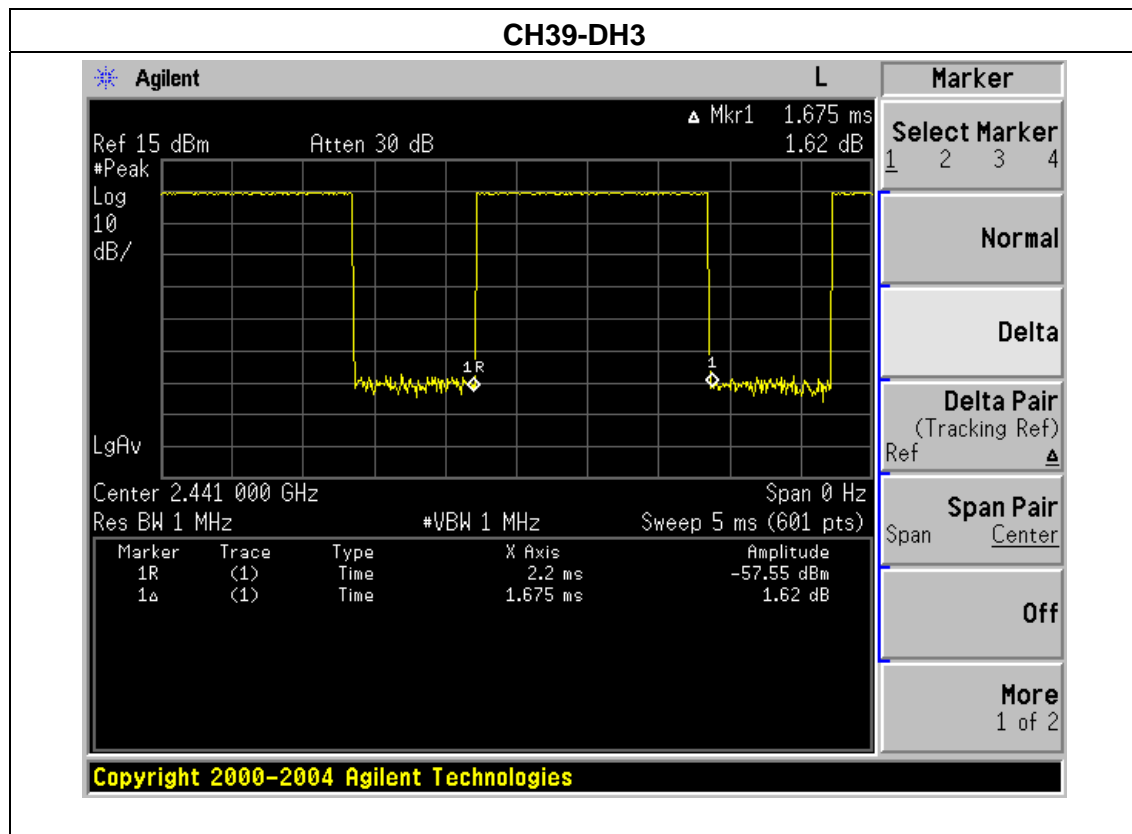 CH39-DH3
Agilent
L
Marker
Δ Mkr1 1.675 ms
Ref 15 dBm Atten 30 dB 1.62 dB
#Peak
Log
10
dB/
1R
1
LgAv
Center 2.441 000 GHz Span 0 Hz
Res BW 1 MHz #VBW 1 MHz Sweep 5 ms (601 pts)
Marker Trace Type X Axis Amplitude
1R (1) Time 2.2 ms -57.55 dBm
1Δ (1) Time 1.675 ms 1.62 dB
Select Marker
1 2 3 4
Normal
Delta
Delta Pair
(Tracking Ref)
Ref Δ
Span Pair
Span Center
Off
More
1 of 2
Copyright 2000-2004 Agilent Technologies